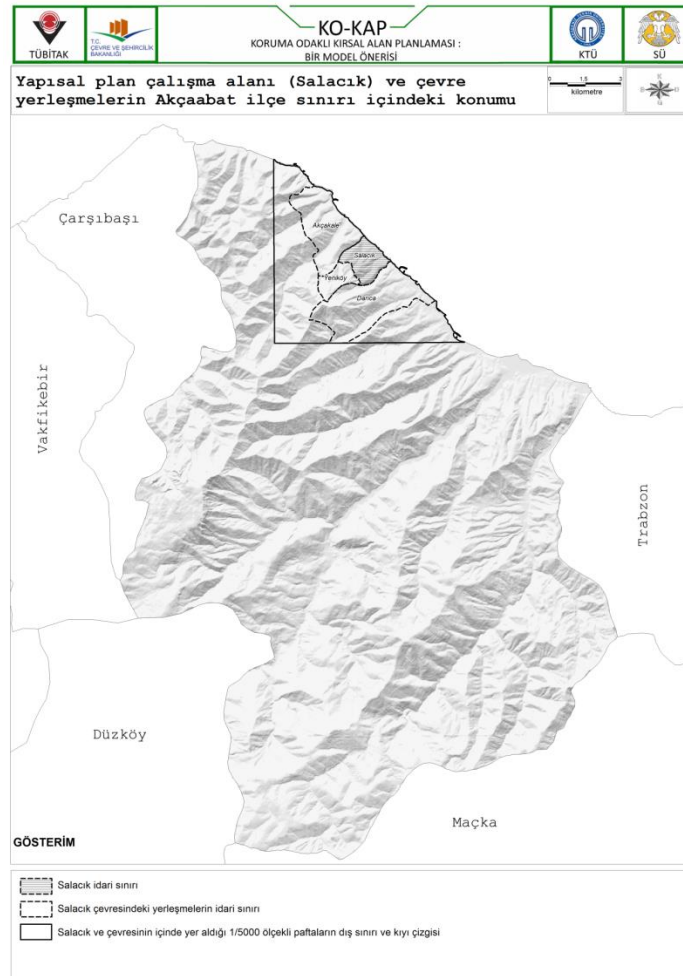 TÜBİTAK
T.C.
ÇEVRE VE ŞEHİRCİLİK
BAKANLIĞI
KO-KAP
KORUMA ODAKLI KIRSAL ALAN PLANLAMASI :
BİR MODEL ÖNERİSİ
KTÜ
SÜ
Yapısal plan çalışma alanı (Salacık) ve çevre
yerleşmelerin Akçaabat ilçe sınırı içindeki konumu
0 1,5 3
kilometre
K
B D
G
Çarşıbaşı
Akçakale
Salacık
Yeniköy
Darıca
Vakfıkebir
Trabzon
Düzköy
Maçka
GÖSTERİM
Salacık idari sınırı
Salacık çevresindeki yerleşmelerin idari sınırı
Salacık ve çevresinin içinde yer aldığı 1/5000 ölçekli paftaların dış sınırı ve kıyı çizgisi